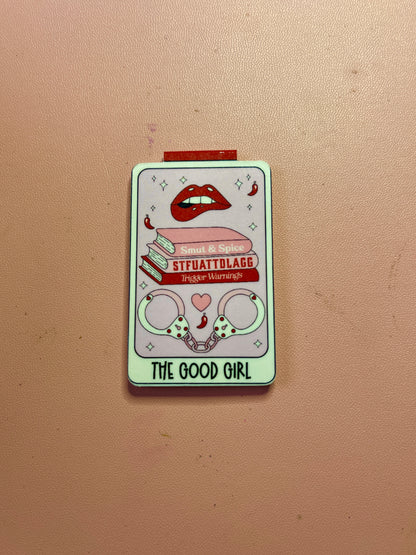 Smut & Spice
STFUATTDLAGG
Trigger Warnings
THE GOOD GIRL